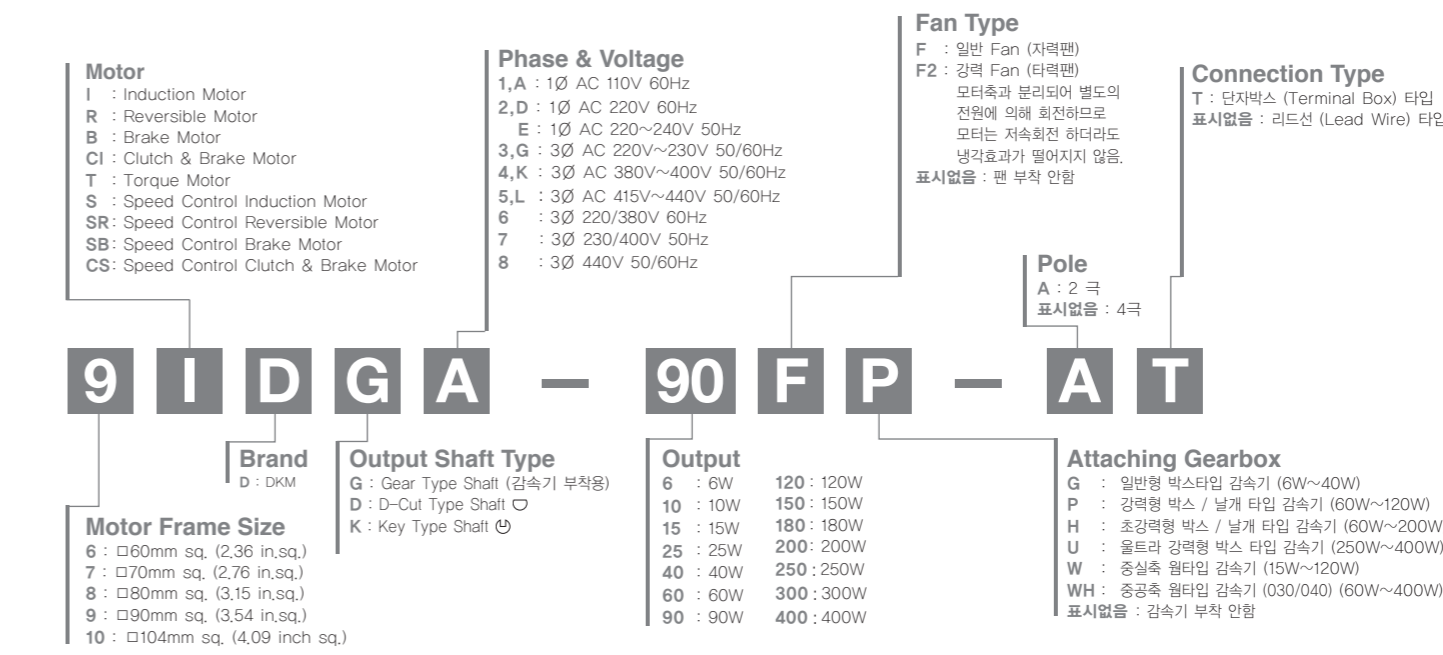 Motor
I : Induction Motor
R : Reversible Motor
B : Brake Motor
CI : Clutch & Brake Motor
T : Torque Motor
S : Speed Control Induction Motor
SR : Speed Control Reversible Motor
SB : Speed Control Brake Motor
CS : Speed Control Clutch & Brake Motor
Phase & Voltage
1,A : 1Ø AC 110V 60Hz
2,D : 1Ø AC 220V 60Hz
E : 1Ø AC 220~240V 50Hz
3,G : 3Ø AC 220V~230V 50/60Hz
4,K : 3Ø AC 380V~400V 50/60Hz
5,L : 3Ø AC 415V~440V 50/60Hz
6 : 3Ø 220/380V 60Hz
7 : 3Ø 230/400V 50Hz
8 : 3Ø 440V 50/60Hz
Fan Type
F : 일반 Fan (자력팬)
F2 : 강력 Fan (타력팬)
모터축과 분리되어 별도의
전원에 의해 회전하므로
모터는 저속회전 하더라도
냉각효과가 떨어지지 않음.
표시없음 : 팬 부착 안함
Connection Type
T : 단자박스 (Terminal Box) 타입
표시없음 : 리드선 (Lead Wire) 타입
Pole
A : 2 극
표시없음 : 4극
9 I D G A - 90 F P - A T
Brand
D : DKM
Motor Frame Size
6 : □60mm sq. (2.36 in.sq.)
7 : □70mm sq. (2.76 in.sq.)
8 : □80mm sq. (3.15 in.sq.)
9 : □90mm sq. (3.54 in.sq.)
10 : □104mm sq. (4.09 inch sq.)
Output Shaft Type
G : Gear Type Shaft (감속기 부착용)
D : D-Cut Type Shaft
K : Key Type Shaft
Output
6 : 6W 120 : 120W
10 : 10W 150 : 150W
15 : 15W 180 : 180W
25 : 25W 200 : 200W
40 : 40W 250 : 250W
60 : 60W 300 : 300W
90 : 90W 400 : 400W
Attaching Gearbox
G : 일반형 박스타입 감속기 (6W~40W)
P : 강력형 박스 / 날개 타입 감속기 (60W~120W)
H : 초강력형 박스 / 날개 타입 감속기 (60W~200W
U : 울트라 강력형 박스 타입 감속기 (250W~400W)
W : 중실축 웜타입 감속기 (15W~120W)
WH : 중공축 웜타입 감속기 (030/040) (60W~400W)
표시없음 : 감속기 부착 안함